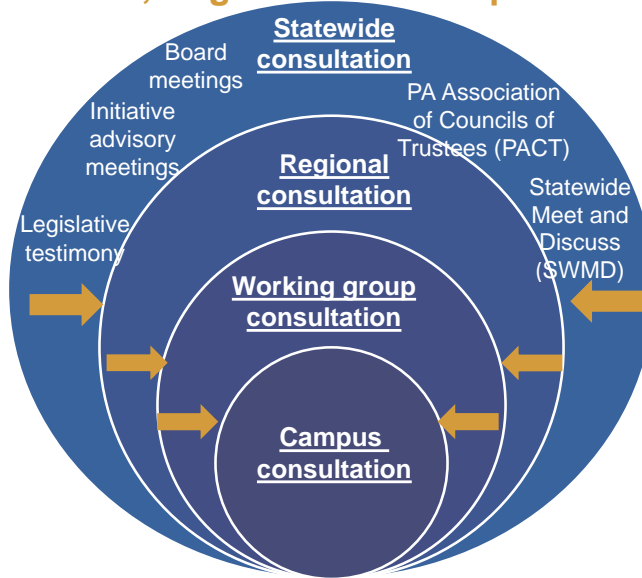 Statewide
consultation
Board
meetings
Initiative
advisory
meetings
Legislative
testimony
PA Association
of Councils of
Trustees (PACT)
Statewide
Meet and
Discuss
(SWMD)
Regional
consultation
Working group
consultation
Campus
consultation